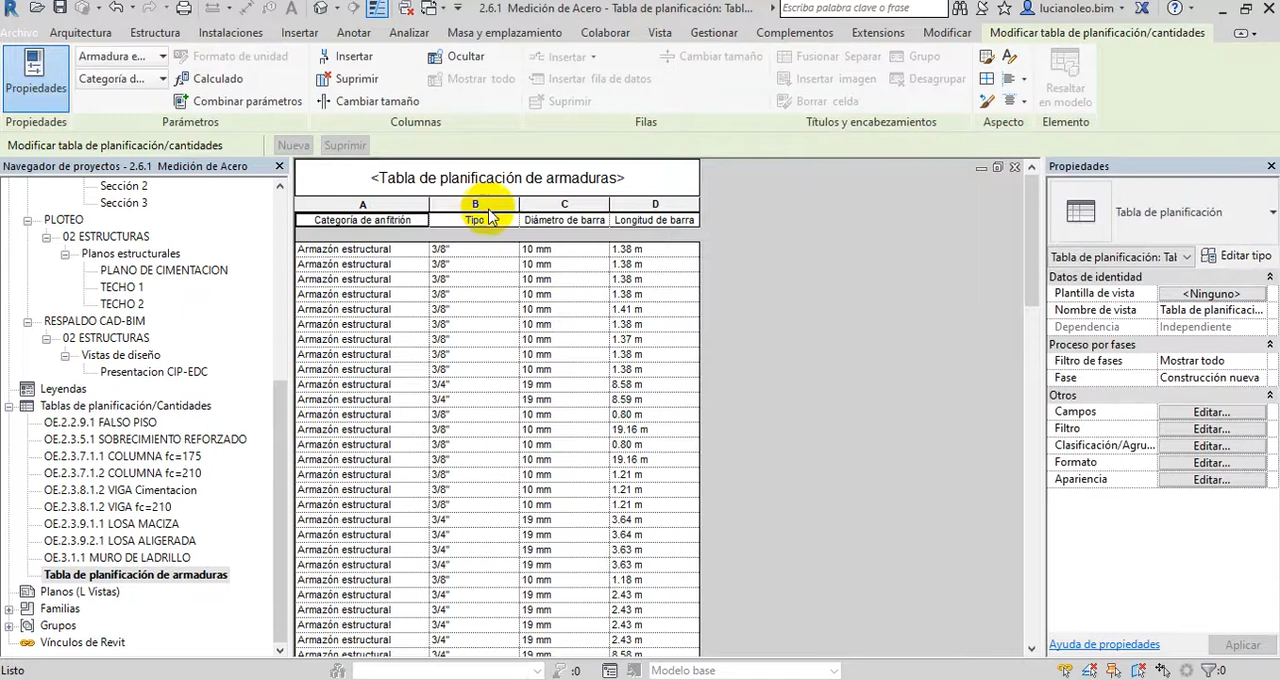 2.6.1 Medición de Acero - Tabla de planificación: Tabl...
Escriba palabra clave o frase
lucianoleo.bim
Archivo Arquitectura Estructura Instalaciones Insertar Anotar Analizar Masa y emplazamiento Colaborar Vista Gestionar Complementos Extensions Modificar Modificar tabla de planificación/cantidades
Propiedades
Propiedades
Armadura e...
Categoría d...
Formato de unidad
Calculado
Combinar parámetros
Parámetros
Insertar
Suprimir
Cambiar tamaño
Ocultar
Mostrar todo
Columnas
Insertar
Insertar fila de datos
Suprimir
Cambiar tamaño
Filas
Fusionar Separar
Insertar imagen
Borrar celda
Grupo
Desagrupar
Títulos y encabezamientos
Aspecto
Resaltar
en modelo
Elemento
Modificar tabla de planificación/cantidades
Nueva
Suprimir
Navegador de proyectos - 2.6.1 Medición de Acero
Sección 2
Sección 3
PLOTEO
02 ESTRUCTURAS
Planos estructurales
PLANO DE CIMENTACION
TECHO 1
TECHO 2
RESPALDO CAD-BIM
02 ESTRUCTURAS
Vistas de diseño
Presentacion CIP-EDC
Leyendas
Tablas de planificación/Cantidades
OE.2.2.9.1 FALSO PISO
OE.2.3.5.1 SOBRECIMIENTO REFORZADO
OE.2.3.7.1.1 COLUMNA fc=175
OE.2.3.7.1.2 COLUMNA fc=210
OE.2.3.8.1.2 VIGA Cimentacion
OE.2.3.8.1.2 VIGA fc=210
OE.2.3.9.1.1 LOSA MACIZA
OE.2.3.9.2.1 LOSA ALIGERADA
OE.3.1.1 MURO DE LADRILLO
Tabla de planificación de armaduras
Planos (L Vistas)
Familias
Grupos
Vínculos de Revit
<Tabla de planificación de armaduras>
A B C D
Categoría de anfitrión Tipo Diámetro de barra Longitud de barra
Armazón estructural 3/8" 10 mm 1.38 m
Armazón estructural 3/8" 10 mm 1.38 m
Armazón estructural 3/8" 10 mm 1.38 m
Armazón estructural 3/8" 10 mm 1.38 m
Armazón estructural 3/8" 10 mm 1.41 m
Armazón estructural 3/8" 10 mm 1.38 m
Armazón estructural 3/8" 10 mm 1.37 m
Armazón estructural 3/8" 10 mm 1.38 m
Armazón estructural 3/8" 10 mm 1.38 m
Armazón estructural 3/4" 19 mm 8.58 m
Armazón estructural 3/4" 19 mm 8.59 m
Armazón estructural 3/8" 10 mm 0.80 m
Armazón estructural 3/8" 10 mm 19.16 m
Armazón estructural 3/8" 10 mm 0.80 m
Armazón estructural 3/8" 10 mm 19.16 m
Armazón estructural 3/8" 10 mm 1.21 m
Armazón estructural 3/8" 10 mm 1.21 m
Armazón estructural 3/8" 10 mm 1.21 m
Armazón estructural 3/4" 19 mm 3.64 m
Armazón estructural 3/4" 19 mm 3.64 m
Armazón estructural 3/4" 19 mm 3.63 m
Armazón estructural 3/4" 19 mm 3.63 m
Armazón estructural 3/8" 10 mm 1.18 m
Armazón estructural 3/4" 19 mm 2.43 m
Armazón estructural 3/4" 19 mm 2.43 m
Armazón estructural 3/4" 19 mm 2.43 m
Armazón estructural 3/4" 19 mm 2.43 m
Armazón estructural 3/4" 19 mm 8.58 m
Propiedades
Tabla de planificación
Tabla de planificación: Tal
Editar tipo
Datos de identidad
Plantilla de vista <Ninguno>
Nombre de vista Tabla de planificaci...
Dependencia Independiente
Proceso por fases
Filtro de fases Mostrar todo
Fase Construcción nueva
Otros
Campos Editar...
Filtro Editar...
Clasificación/Agru... Editar...
Formato Editar...
Apariencia Editar...
Ayuda de propiedades
Aplicar
Listo
:0
Modelo base
:0